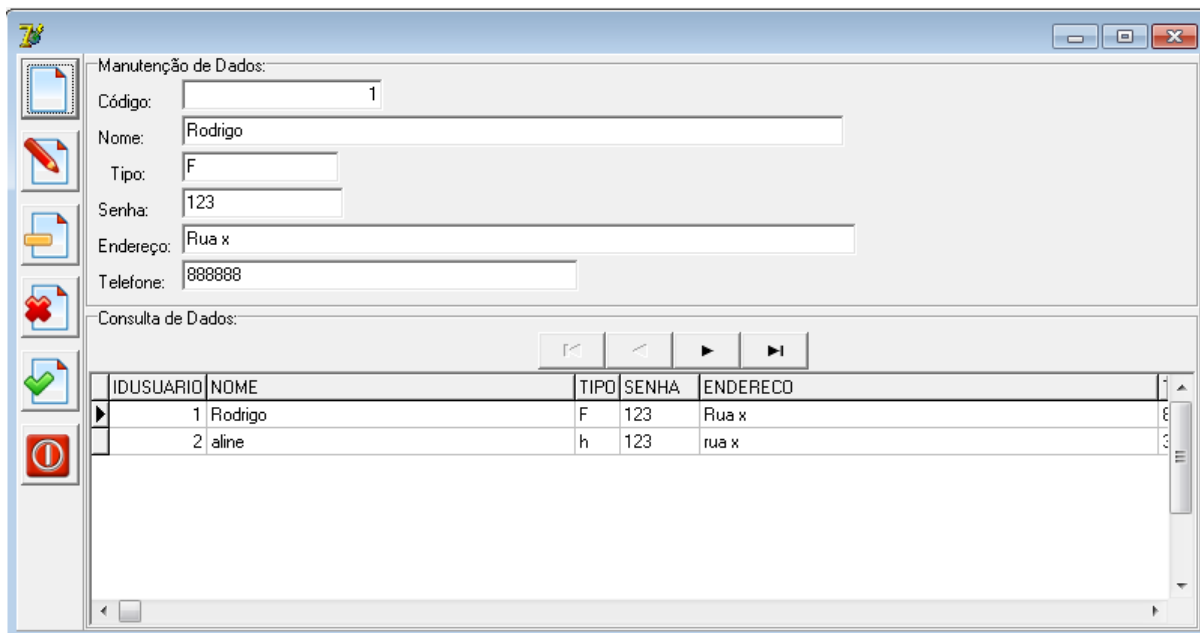 Manutenção de Dados:
Código: 1
Nome: Rodrigo
Tipo: F
Senha: 123
Endereço: Rua x
Telefone: 888888
Consulta de Dados:
IDUSUARIO NOME TIPO SENHA ENDERECO
1 Rodrigo F 123 Rua x
2 aline h 123 rua x